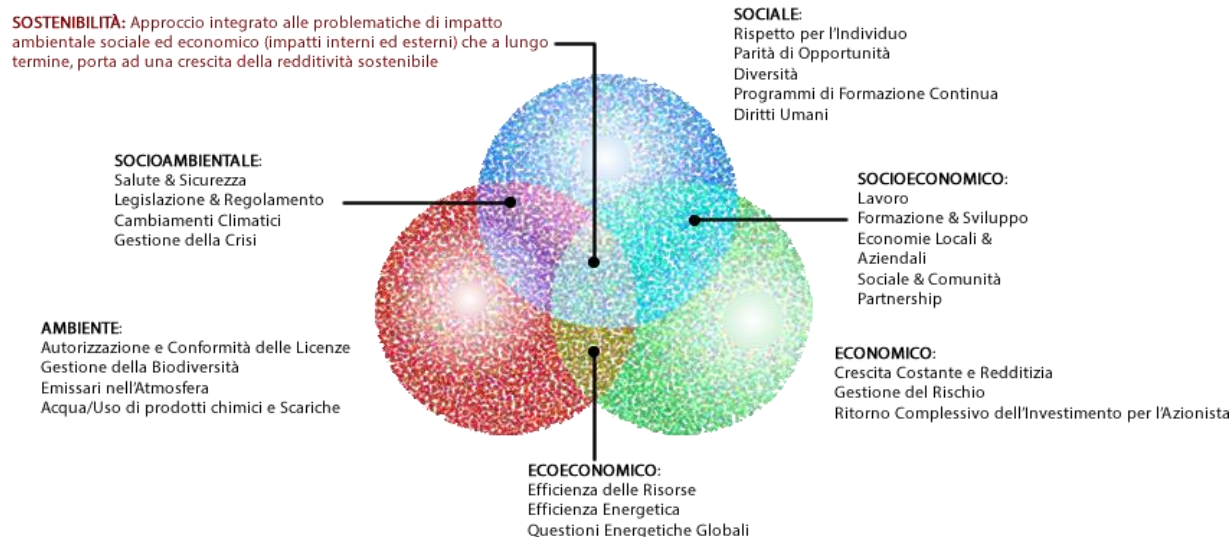 SOSTENIBILITÀ: Approccio integrato alle problematiche di impatto
ambientale sociale ed economico (impatti interni ed esterni) che a lungo
termine, porta ad una crescita della redditività sostenibile
SOCIALE:
Rispetto per l'Individuo
Parità di Opportunità
Diversità
Programmi di Formazione Continua
Diritti Umani
SOCIOAMBIENTALE:
Salute & Sicurezza
Legislazione & Regolamento
Cambiamenti Climatici
Gestione della Crisi
SOCIOECONOMICO:
Lavoro
Formazione & Sviluppo
Economie Locali &
Aziendali
Sociale & Comunità
Partnership
AMBIENTE:
Autorizzazione e Conformità delle Licenze
Gestione della Biodiversità
Emissari nell'Atmosfera
Acqua/Uso di prodotti chimici e Scariche
ECONOMICO:
Crescita Costante e Redditizia
Gestione del Rischio
Ritorno Complessivo dell'Investimento per l'Azionista
ECOECONOMICO:
Efficienza delle Risorse
Efficienza Energetica
Questioni Energetiche Globali